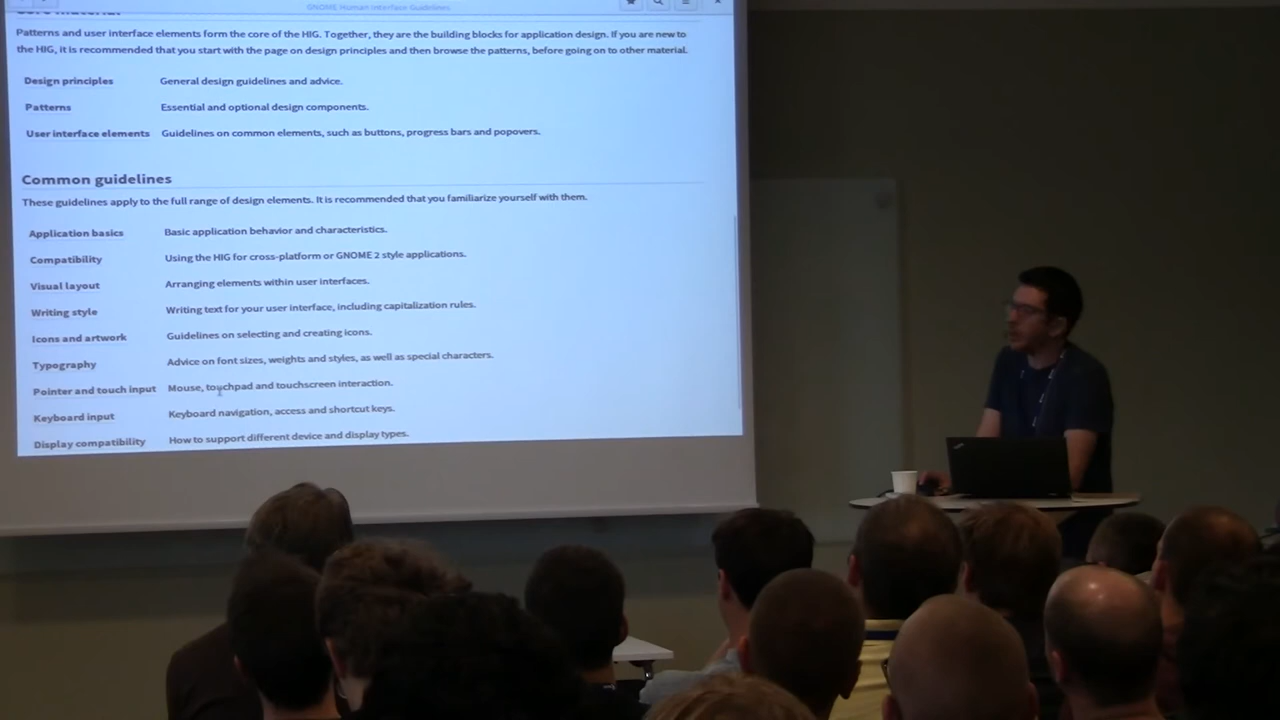 GNOME Human Interface Guidelines
Core material
Patterns and user interface elements form the core of the HIG. Together, they are the building blocks for application design. If you are new to
the HIG, it is recommended that you start with the page on design principles and then browse the patterns, before going on to other material.
Design principles General design guidelines and advice.
Patterns Essential and optional design components.
User interface elements Guidelines on common elements, such as buttons, progress bars and popovers.
Common guidelines
These guidelines apply to the full range of design elements. It is recommended that you familiarize yourself with them.
Application basics Basic application behavior and characteristics.
Compatibility Using the HIG for cross-platform or GNOME 2 style applications.
Visual layout Arranging elements within user interfaces.
Writing style Writing text for your user interface, including capitalization rules.
Icons and artwork Guidelines on selecting and creating icons.
Typography Advice on font sizes, weights and styles, as well as special characters.
Pointer and touch input Mouse, touchpad and touchscreen interaction.
Keyboard input Keyboard navigation, access and shortcut keys.
Display compatibility How to support different device and display types.